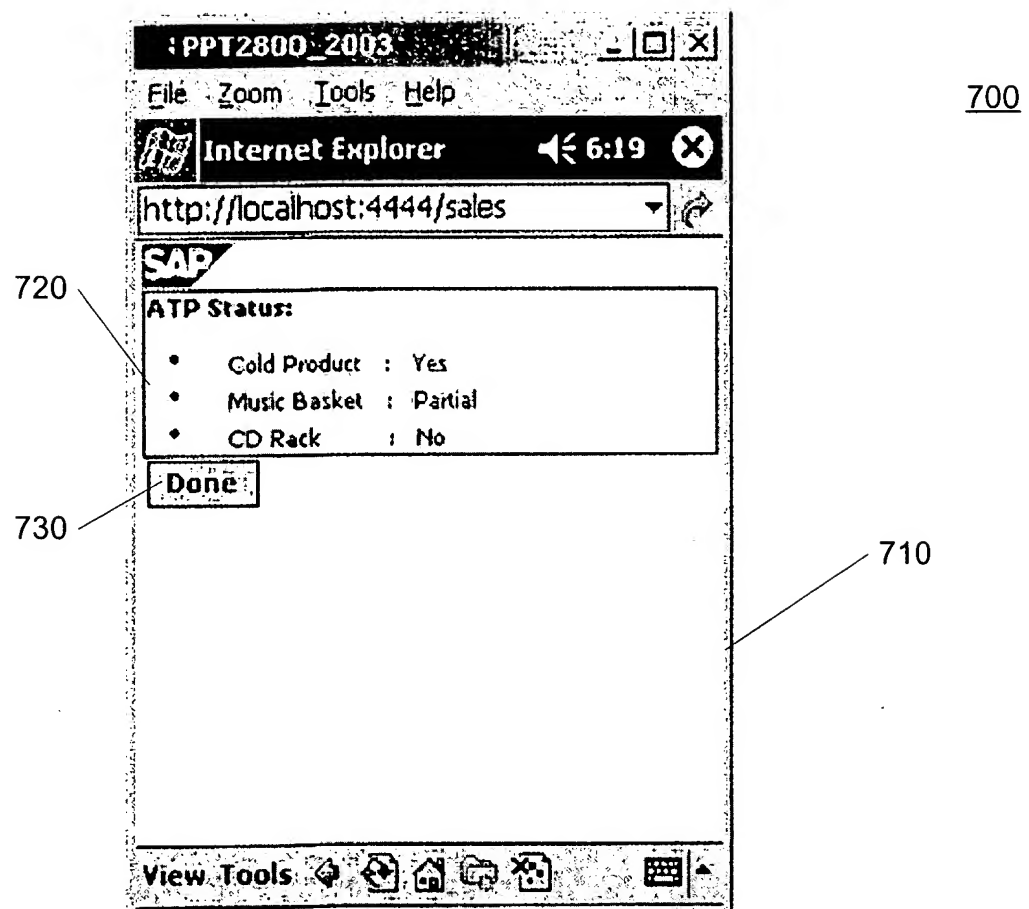 :PPT2800_2003
File Zoom Tools Help
700
Internet Explorer 6:19
http://localhost:4444/sales
SAP
720
ATP Status:
• Cold Product : Yes
• Music Basket : Partial
• CD Rack : No
Done
730
710
View Tools